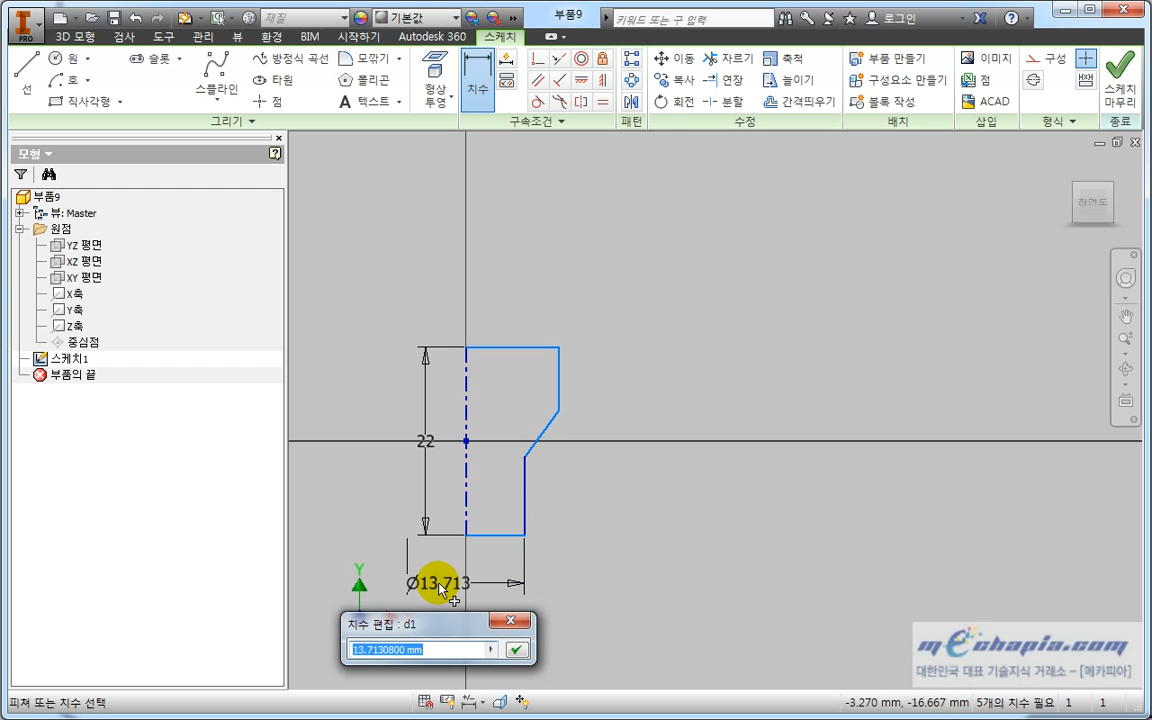 부품9
키워드 또는 구 입력
로그인
재질
기본값
PRO
3D 모형 검사 도구 관리 뷰 환경 BIM 시작하기 Autodesk 360 스케치
선
원
호
직사각형
스플라인
방정식 곡선
타원
점
모깎기
폴리곤
텍스트
슬롯
형상
투영
치수
이동
복사
회전
자르기
연장
분할
축척
늘이기
간격띄우기
부품 만들기
구성요소 만들기
블록 작성
이미지
점
ACAD
구성
스케치
마무리
그리기
구속조건
패턴
수정
배치
삽입
형식
종료
모형
부품9
뷰: Master
원점
YZ 평면
XZ 평면
XY 평면
X축
Y축
Z축
중심점
스케치1
부품의 끝
정면도
22
Ø13.713
Y
치수 편집 : d1
13.7130800 mm
mechapia.com
대한민국 대표 기술지식 거래소 – [메카피아]
피쳐 또는 치수 선택
-3.270 mm, -16.667 mm 5개의 치수 필요 1 1